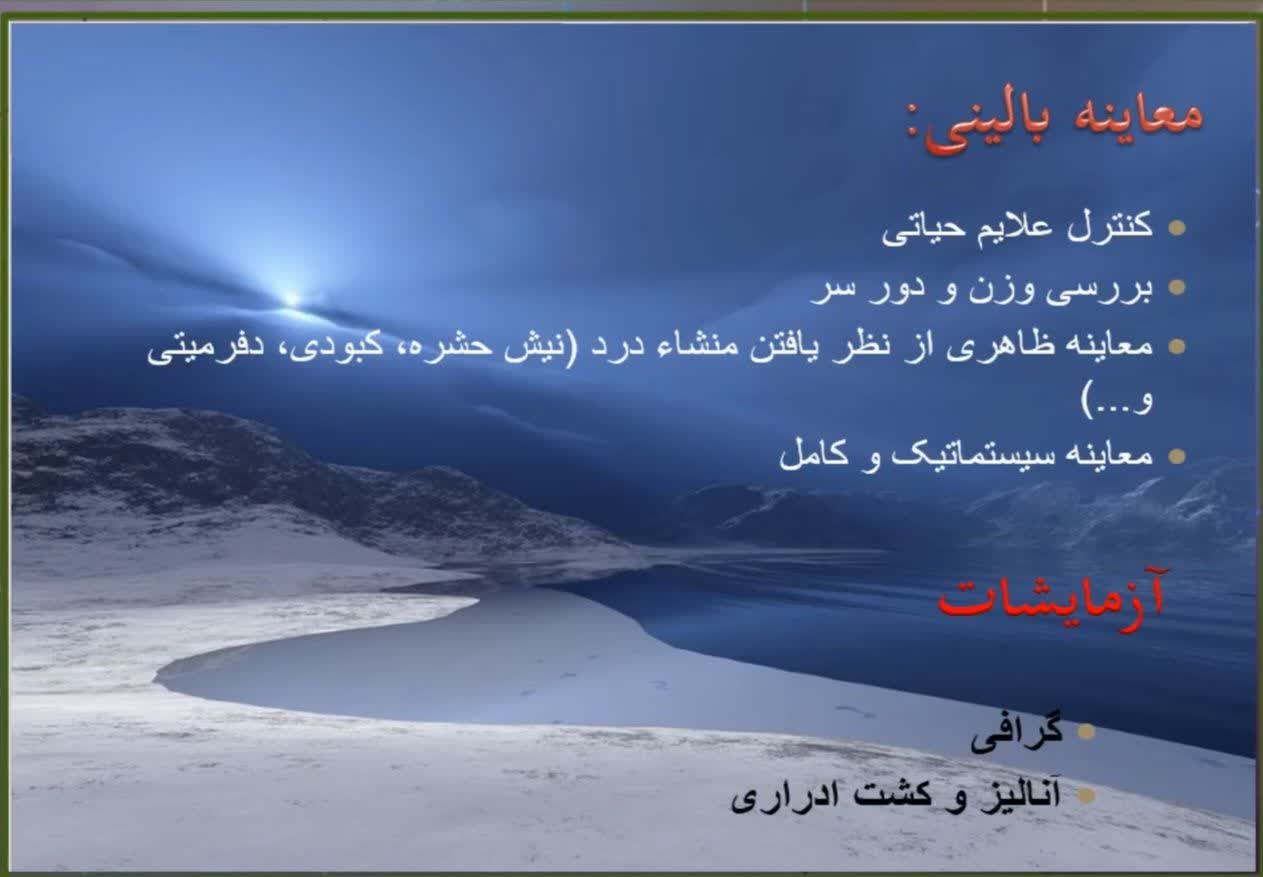 معاینه بالینی:
• کنترل علایم حیاتی
• بررسی وزن و دور سر
• معاینه ظاهری از نظر یافتن منشاء درد (نیش حشره، کبودی، دفرمیتی
و...)
• معاینه سیستماتیک و کامل
آزمایشات
• گرافی
• آنالیز و کشت ادراری